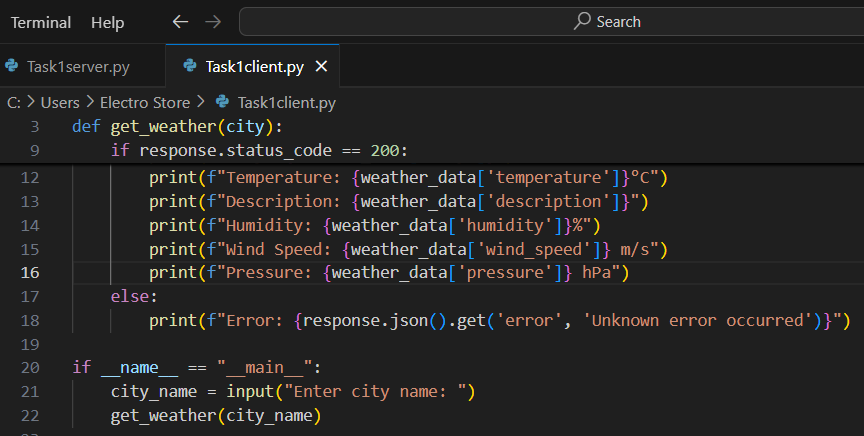 Terminal Help Search
Task1server.py Task1client.py
C: > Users > Electro Store > Task1client.py
3 def get_weather(city):
9 if response.status_code == 200:
12 print(f"Temperature: {weather_data['temperature']}°C")
13 print(f"Description: {weather_data['description']}")
14 print(f"Humidity: {weather_data['humidity']}%")
15 print(f"Wind Speed: {weather_data['wind_speed']} m/s")
16 print(f"Pressure: {weather_data['pressure']} hPa")
17 else:
18 print(f"Error: {response.json().get('error', 'Unknown error occurred')}")
19
20 if __name__ == "__main__":
21 city_name = input("Enter city name: ")
22 get_weather(city_name)